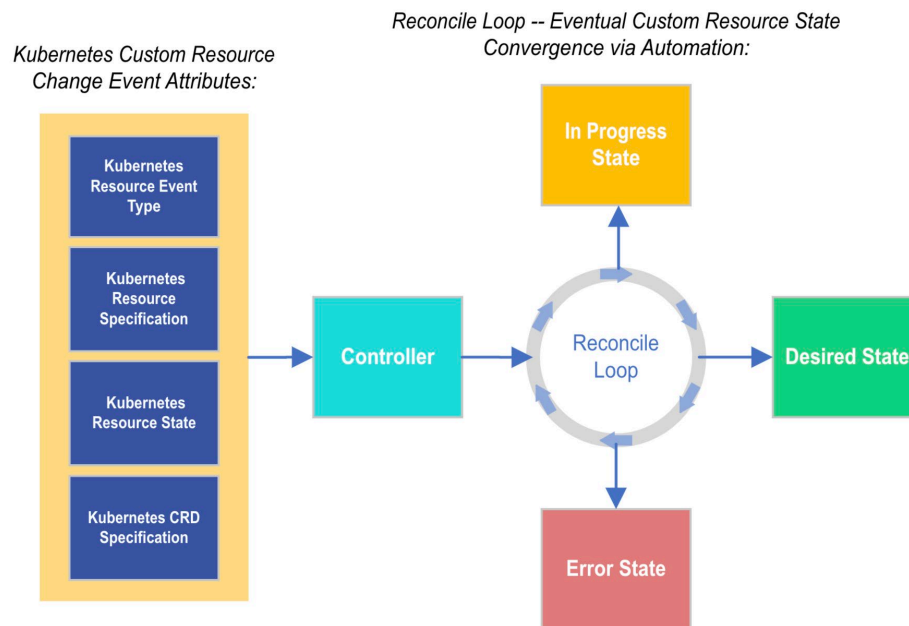 Kubernetes Custom Resource
Change Event Attributes:
Reconcile Loop -- Eventual Custom Resource State
Convergence via Automation:
Kubernetes
Resource Event
Type
Kubernetes
Resource
Specification
Kubernetes
Resource State
Kubernetes CRD
Specification
Controller
Reconcile
Loop
In Progress
State
Desired State
Error State